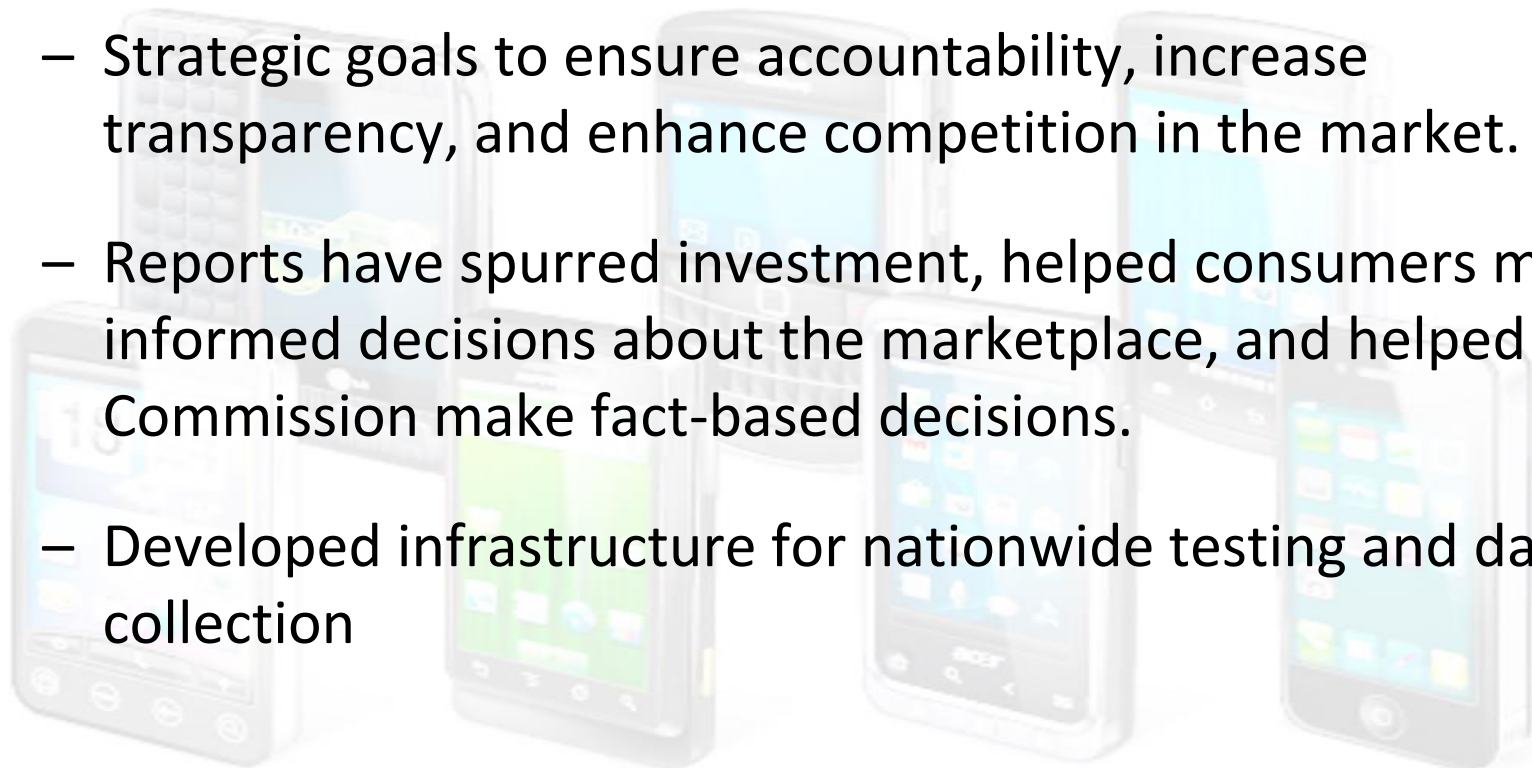 – Strategic goals to ensure accountability, increase
transparency, and enhance competition in the market.
– Reports have spurred investment, helped consumers m
informed decisions about the marketplace, and helped
Commission make fact-based decisions.
– Developed infrastructure for nationwide testing and da
collection
acer